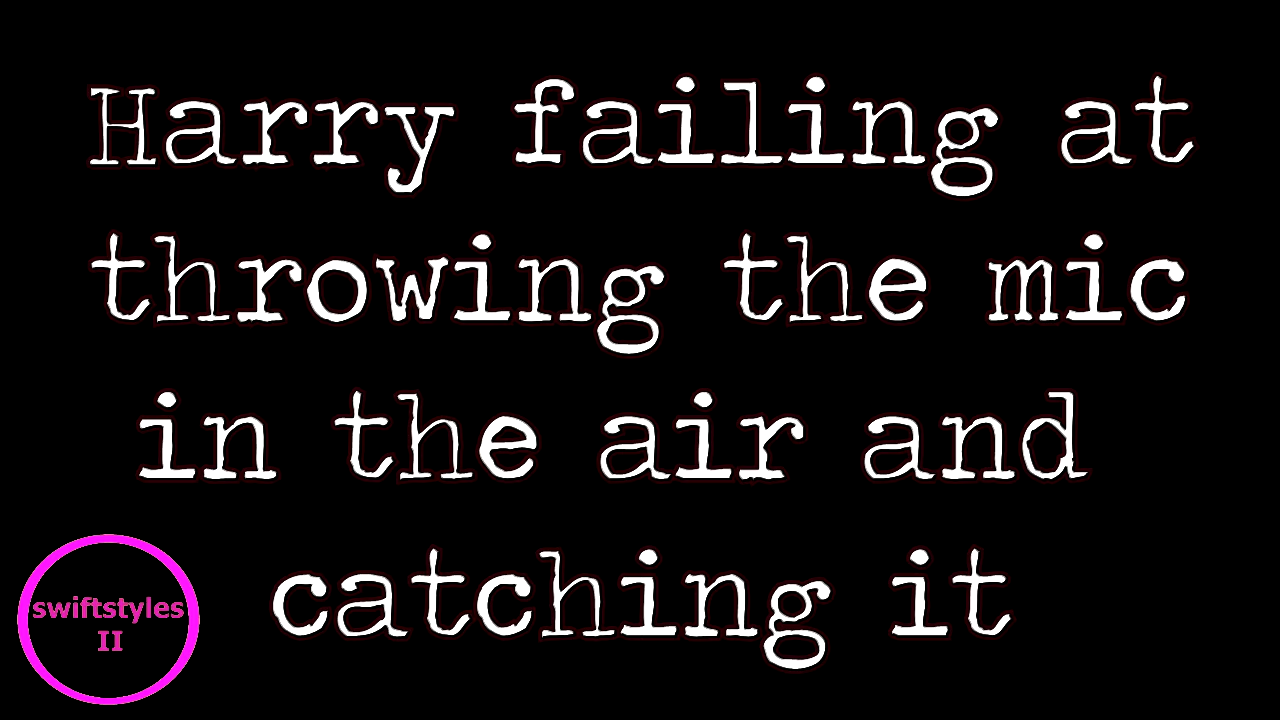 Harry failing at
throwing the mic
in the air and
catching it
swiftstyles
II